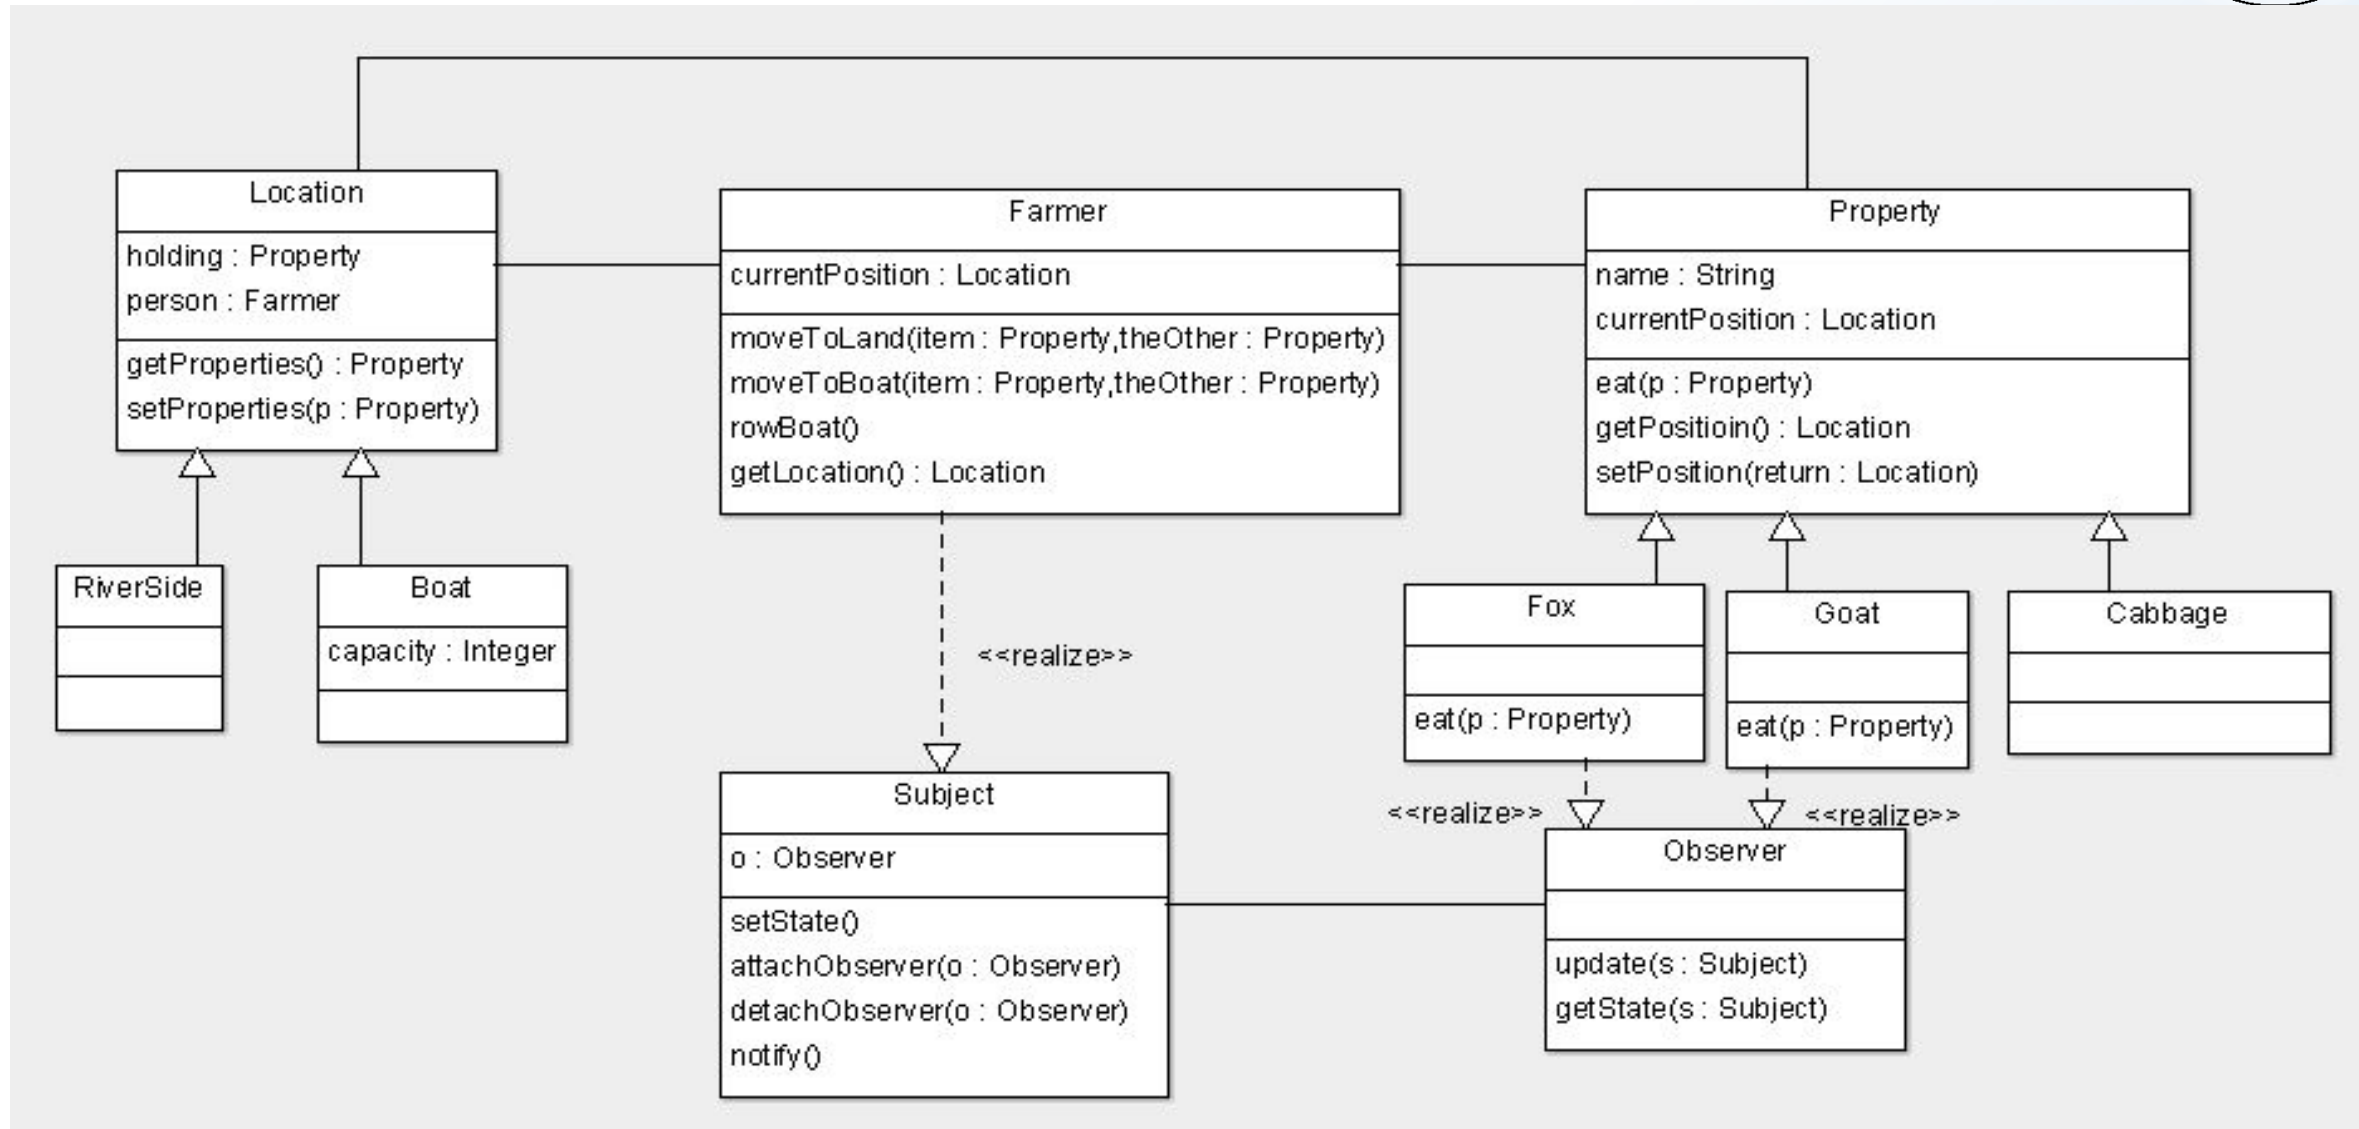 Location
holding : Property
person : Farmer
getProperties() : Property
setProperties(p : Property)
Farmer
currentPosition : Location
moveToLand(item : Property,theOther : Property)
moveToBoat(item : Property,theOther : Property)
rowBoat()
getLocation() : Location
Property
name : String
currentPosition : Location
eat(p : Property)
getPositioin() : Location
setPosition(return : Location)
RiverSide
Boat
capacity : Integer
<<realize>>
Fox
eat(p : Property)
Goat
eat(p : Property)
Cabbage
<<realize>>
<<realize>>
Subject
o : Observer
setState()
attachObserver(o : Observer)
detachObserver(o : Observer)
notify()
Observer
update(s : Subject)
getState(s : Subject)